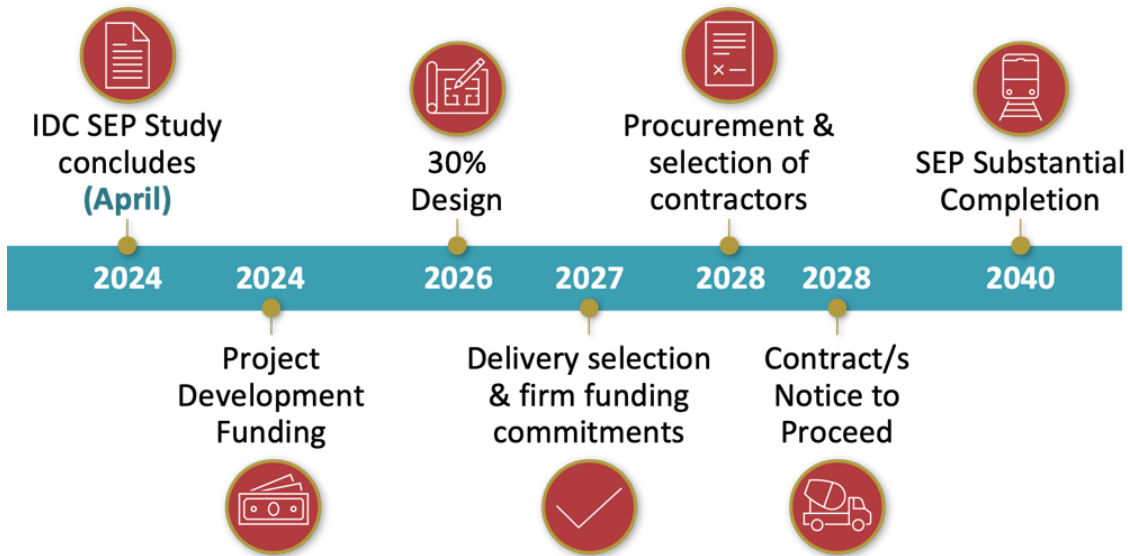 IDC SEP Study
concludes
(April)
30%
Design
Procurement &
selection of
contractors
SEP Substantial
Completion
2024
2024
2026
2027
2028
2028
2040
Project
Development
Funding
Delivery selection
& firm funding
commitments
Contract/s
Notice to
Proceed